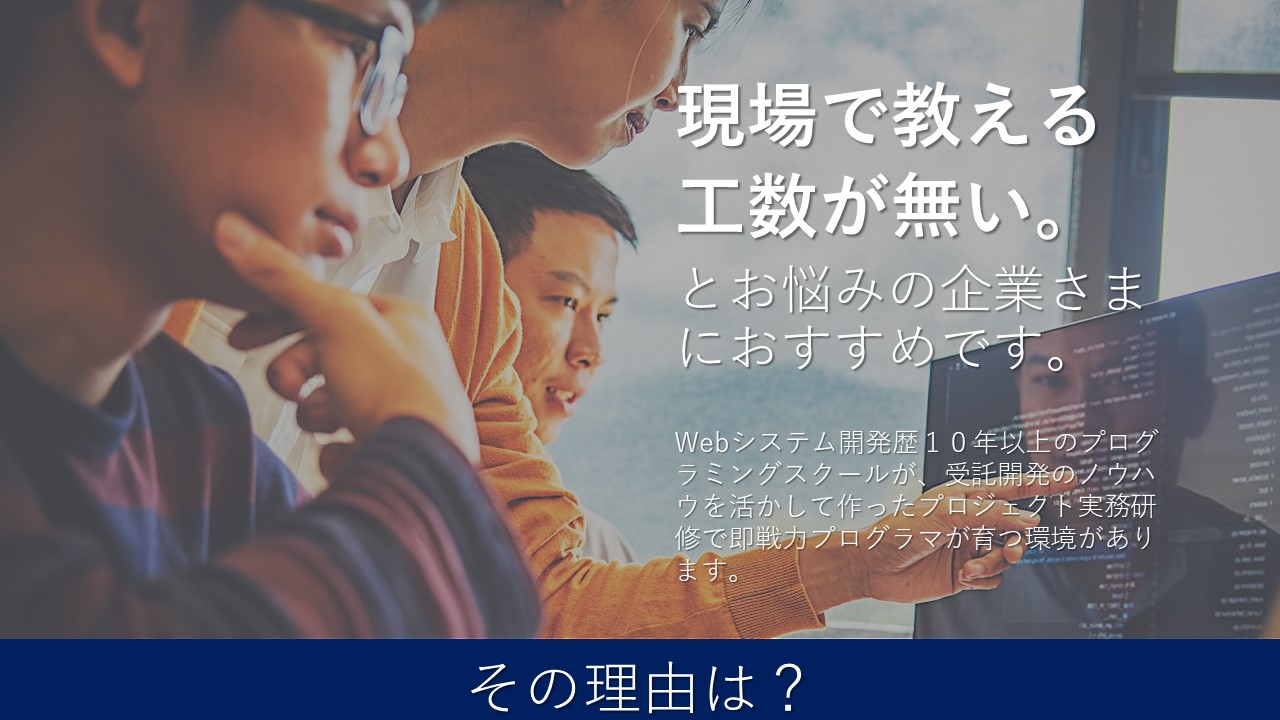 現場で教える
工数が無い。
とお悩みの企業さま
におすすめです。
Webシステム開発歴１０年以上のプログ
ラミングスクールが、受託開発のノウハ
ウを活かして作ったプロジェクト実務研
修で即戦力プログラマが育つ環境があり
ます。
その理由は？